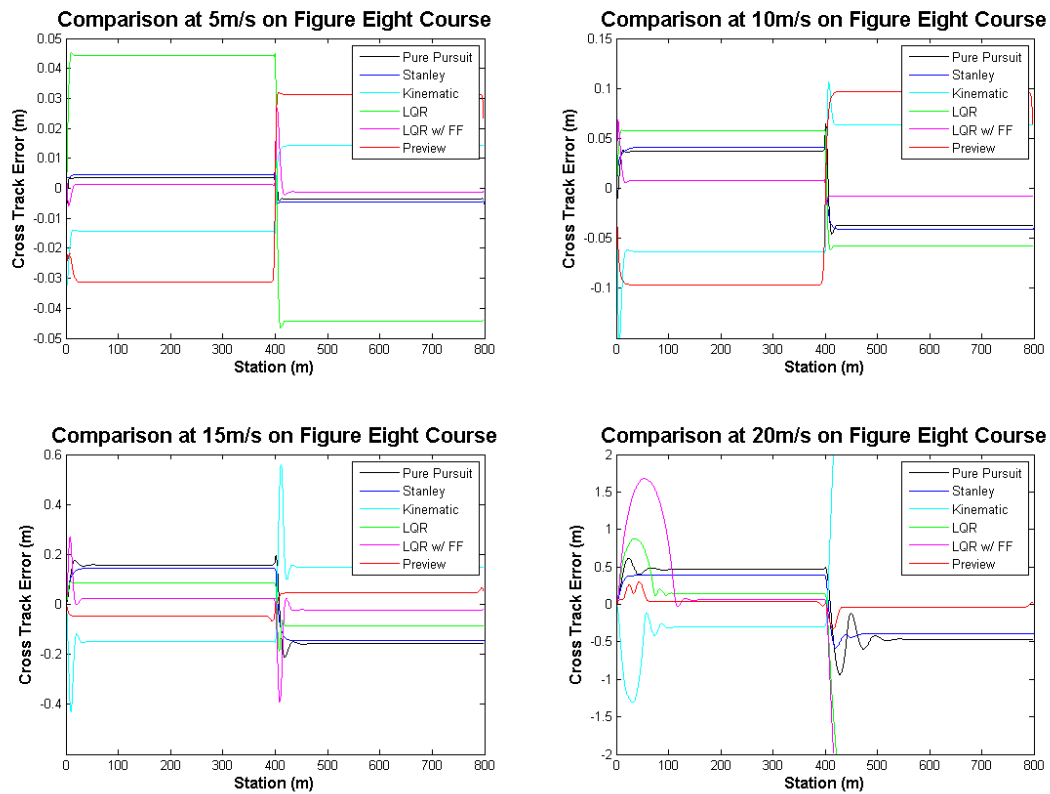 Comparison at 5m/s on Figure Eight Course
Cross Track Error (m)
0.05
0.04
0.03
0.02
0.01
0
-0.01
-0.02
-0.03
-0.04
-0.05
Pure Pursuit
Stanley
Kinematic
LQR
LQR w/ FF
Preview
0 100 200 300 400 500 600 700 800
Station (m)
Comparison at 10m/s on Figure Eight Course
Cross Track Error (m)
0.15
0.1
0.05
0
-0.05
-0.1
Pure Pursuit
Stanley
Kinematic
LQR
LQR w/ FF
Preview
0 100 200 300 400 500 600 700 800
Station (m)
Comparison at 15m/s on Figure Eight Course
Cross Track Error (m)
0.6
0.4
0.2
0
-0.2
-0.4
Pure Pursuit
Stanley
Kinematic
LQR
LQR w/ FF
Preview
0 100 200 300 400 500 600 700 800
Station (m)
Comparison at 20m/s on Figure Eight Course
Cross Track Error (m)
2
1.5
1
0.5
0
-0.5
-1
-1.5
-2
Pure Pursuit
Stanley
Kinematic
LQR
LQR w/ FF
Preview
0 100 200 300 400 500 600 700 800
Station (m)